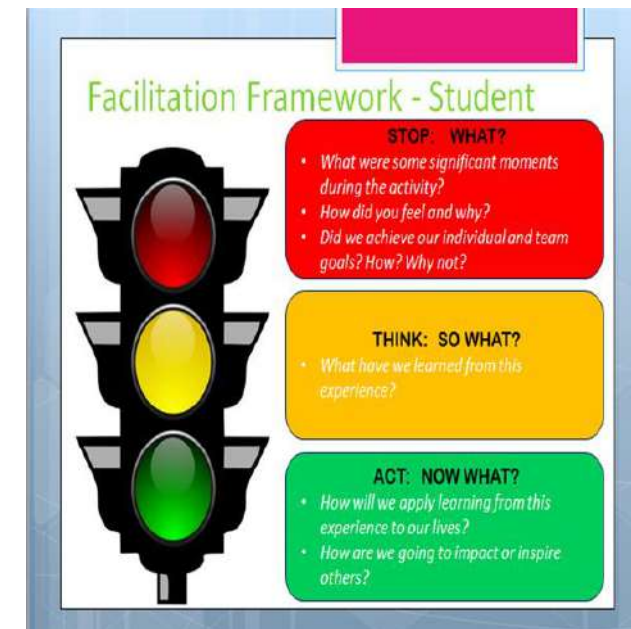 Facilitation Framework - Student
STOP: WHAT?
• What were some significant moments
during the activity?
• How did you feel and why?
• Did we achieve our individual and team
goals? How? Why not?
THINK: SO WHAT?
• What have we learned from this
experience?
ACT: NOW WHAT?
• How will we apply learning from this
experience to our lives?
• How are we going to impact or inspire
others?